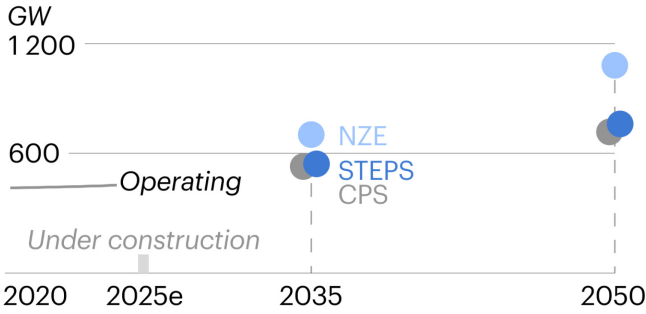 GW
1 200
NZE
600
STEPS
Operating
CPS
Under construction
2020 2025e 2035 2050